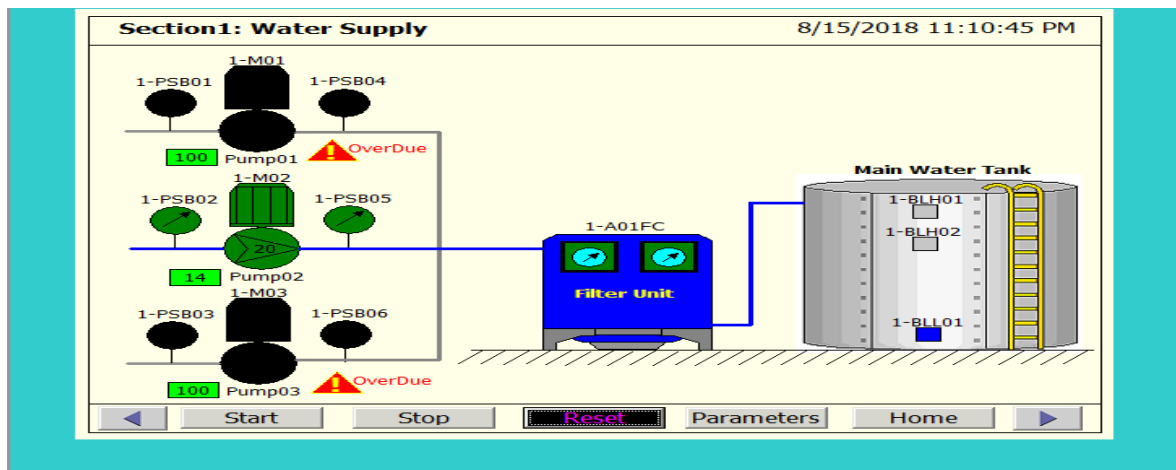 Section1: Water Supply 8/15/2018 11:10:45 PM
1-M01
1-PSB01 1-PSB04
100 Pump01 OverDue
1-M02
1-PSB02 1-PSB05
20
14 Pump02
1-M03
1-PSB03 1-PSB06
100 Pump03 OverDue
1-A01FC
Filter Unit
Main Water Tank
1-BLH01
1-BLH02
1-BLL01
Start Stop Reset Parameters Home